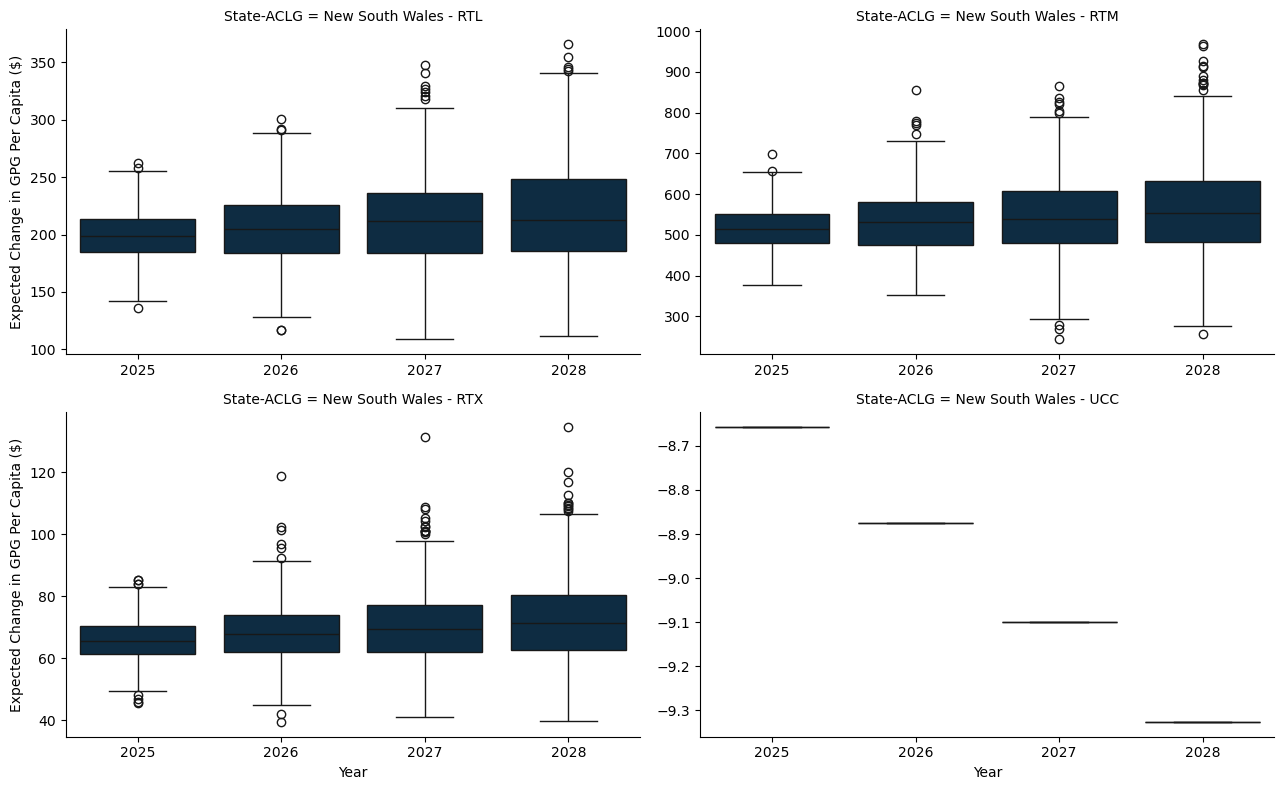 State-ACLG = New South Wales - RTL
Expected Change in GPG Per Capita ($)
350
300
250
200
150
100
2025 2026 2027 2028
State-ACLG = New South Wales - RTM
1000
900
800
700
600
500
400
300
2025 2026 2027 2028
State-ACLG = New South Wales - RTX
Expected Change in GPG Per Capita ($)
120
100
80
60
40
2025 2026 2027 2028
Year
State-ACLG = New South Wales - UCC
−8.7
−8.8
−8.9
−9.0
−9.1
−9.2
−9.3
2025 2026 2027 2028
Year